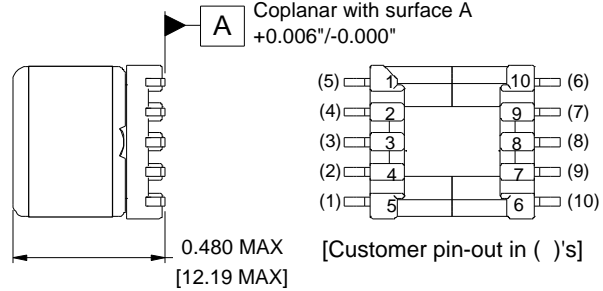 A
Coplanar with surface A
+0.006"/-0.000"
(5) 1 10 (6)
(4) 2 9 (7)
(3) 3 8 (8)
(2) 4 7 (9)
(1) 5 6 (10)
0.480 MAX
[12.19 MAX]
[Customer pin-out in ( )'s]